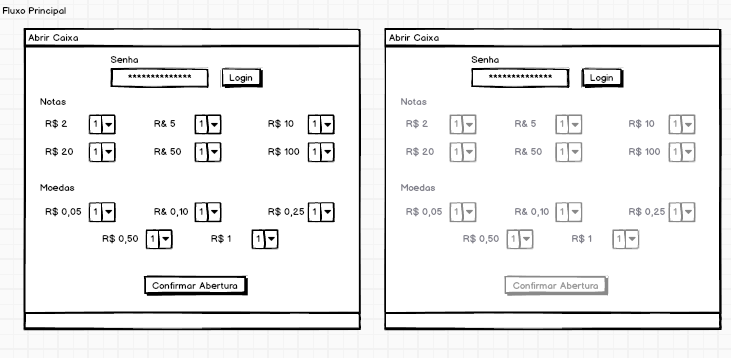 Fluxo Principal
Abrir Caixa
Senha
************** Login
Notas
R$ 2 1 R& 5 1 R$ 10 1
R$ 20 1 R& 50 1 R$ 100 1
Moedas
R$ 0,05 1 R& 0,10 1 R$ 0,25 1
R$ 0,50 1 R$ 1 1
Confirmar Abertura
Abrir Caixa
Senha
************** Login
Notas
R$ 2 1 R& 5 1 R$ 10 1
R$ 20 1 R& 50 1 R$ 100 1
Moedas
R$ 0,05 1 R& 0,10 1 R$ 0,25 1
R$ 0,50 1 R$ 1 1
Confirmar Abertura